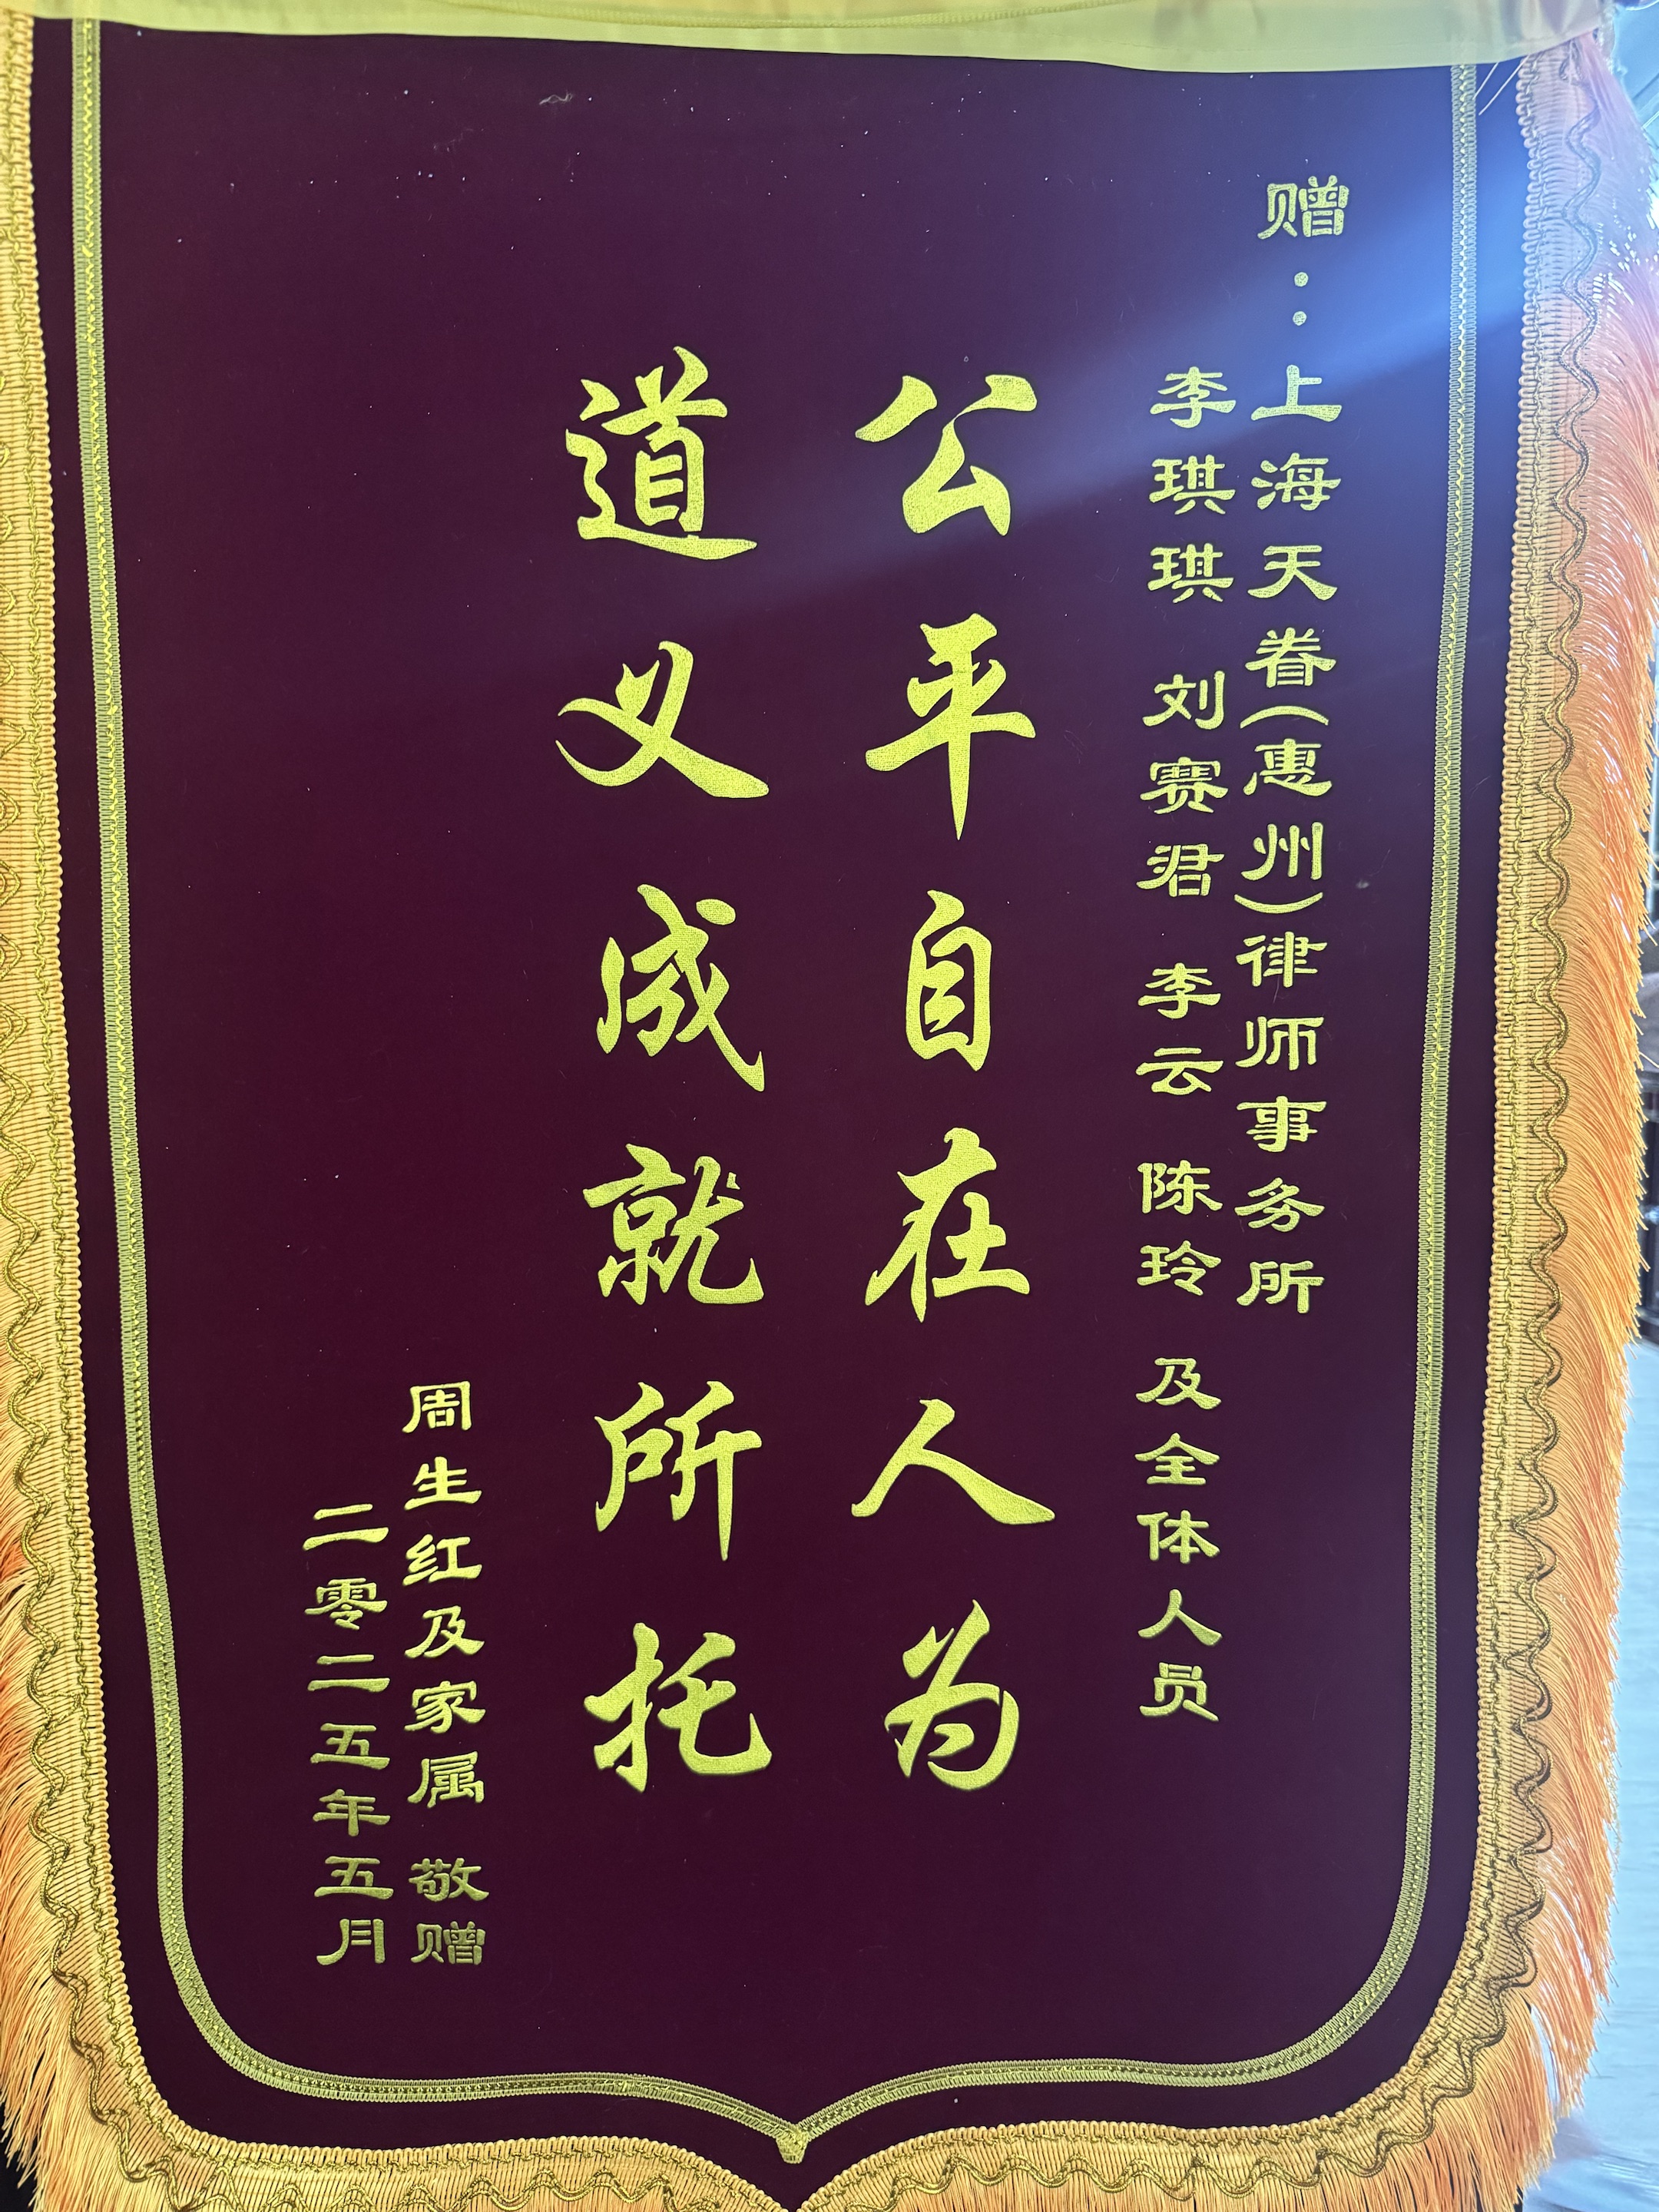 赠：上海天眷(惠州)律师事务所
李琪琪 刘赛君 李云 陈玲 及全体人员
公平自在人为
道义成就所托
周生红及家属 敬赠
二零二五年五月